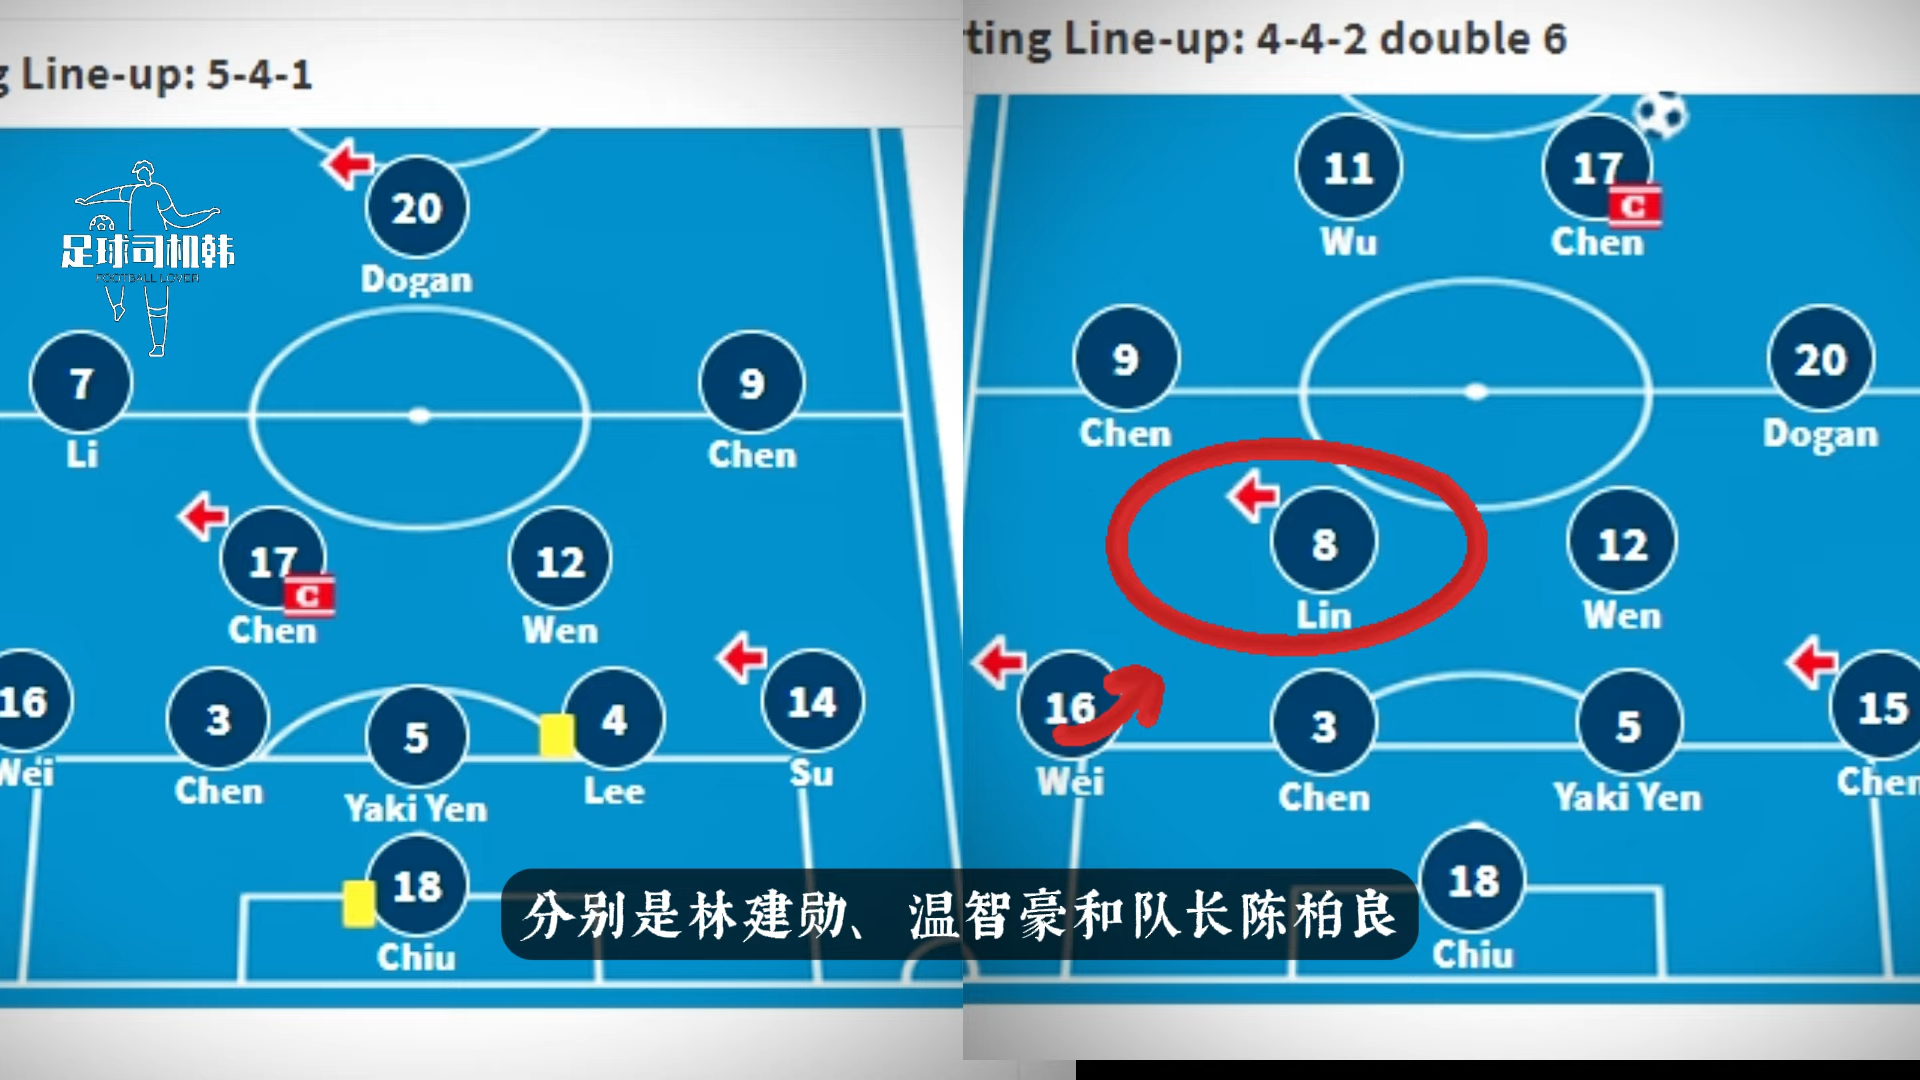 g Line-up: 5-4-1
20
Dogan
足球司机韩
FOOTBALL LOVER
7
Li
9
Chen
17
C
Chen
12
Wen
16
Wei
3
Chen
5
Yaki Yen
4
Lee
14
Su
18
Chiu
ting Line-up: 4-4-2 double 6
11
Wu
17
C
Chen
9
Chen
20
Dogan
8
Lin
12
Wen
16
Wei
3
Chen
5
Yaki Yen
15
Chen
18
Chiu
分别是林建勋、温智豪和队长陈柏良